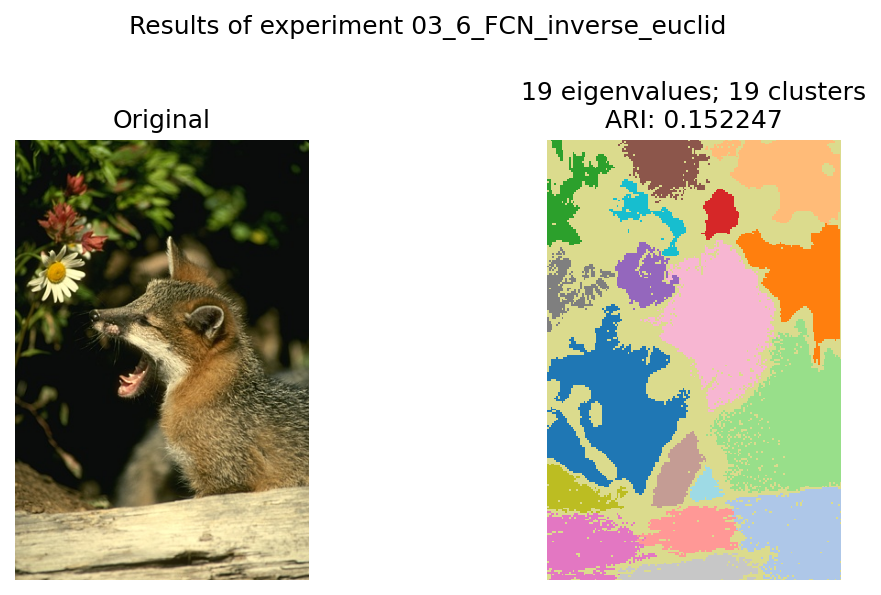 Results of experiment 03_6_FCN_inverse_euclid
Original
19 eigenvalues; 19 clusters
ARI: 0.152247